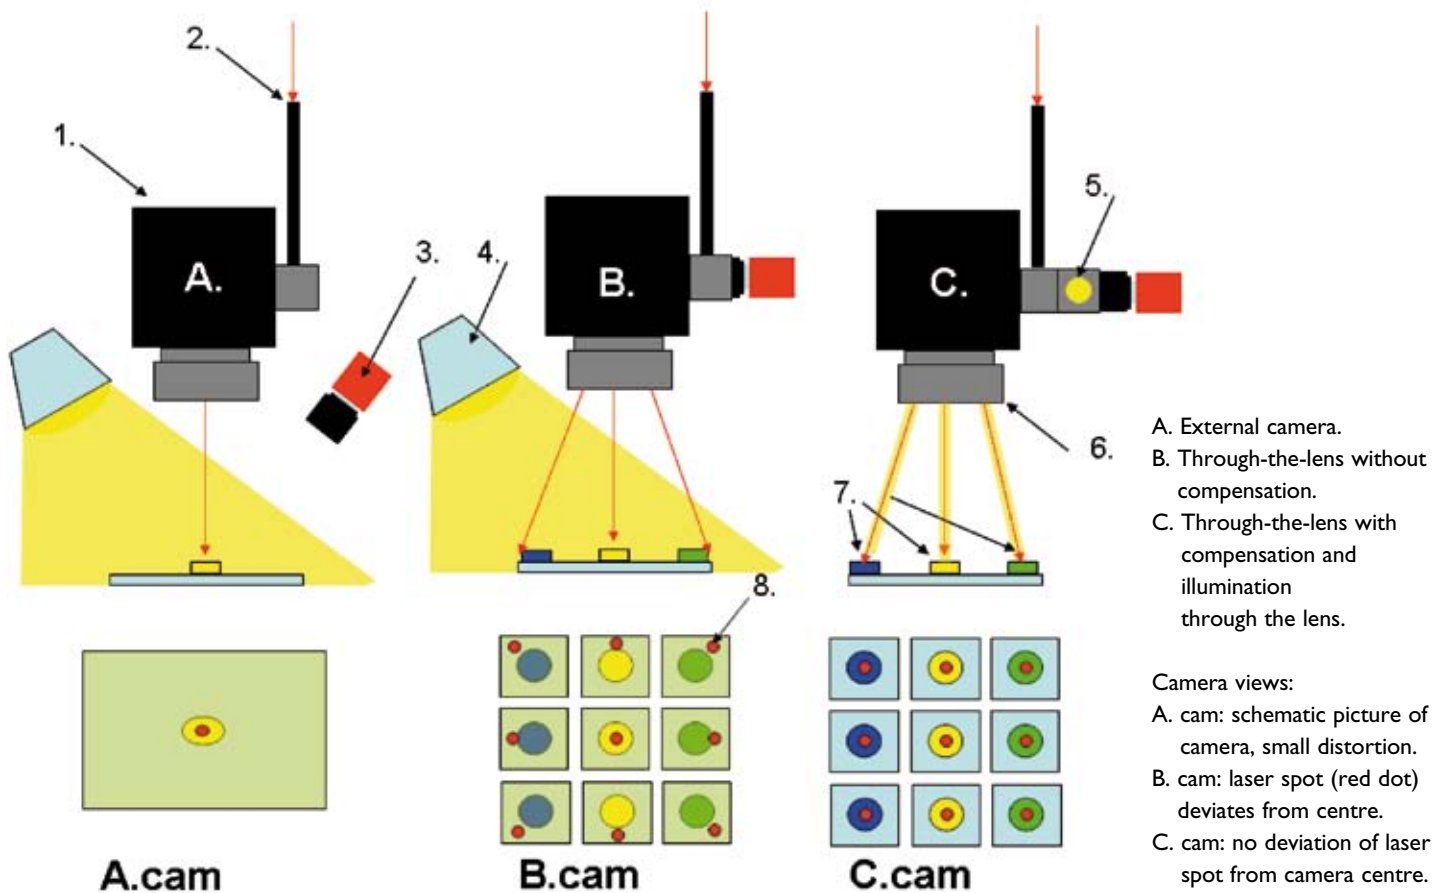 2.
1.
A.
3.
4.
B.
5.
C.
6.
7.
8.
A.cam
B.cam
C.cam
A. External camera.
B. Through-the-lens without
compensation.
C. Through-the-lens with
compensation and
illumination
through the lens.
Camera views:
A. cam: schematic picture of
camera, small distortion.
B. cam: laser spot (red dot)
deviates from centre.
C. cam: no deviation of laser
spot from camera centre.